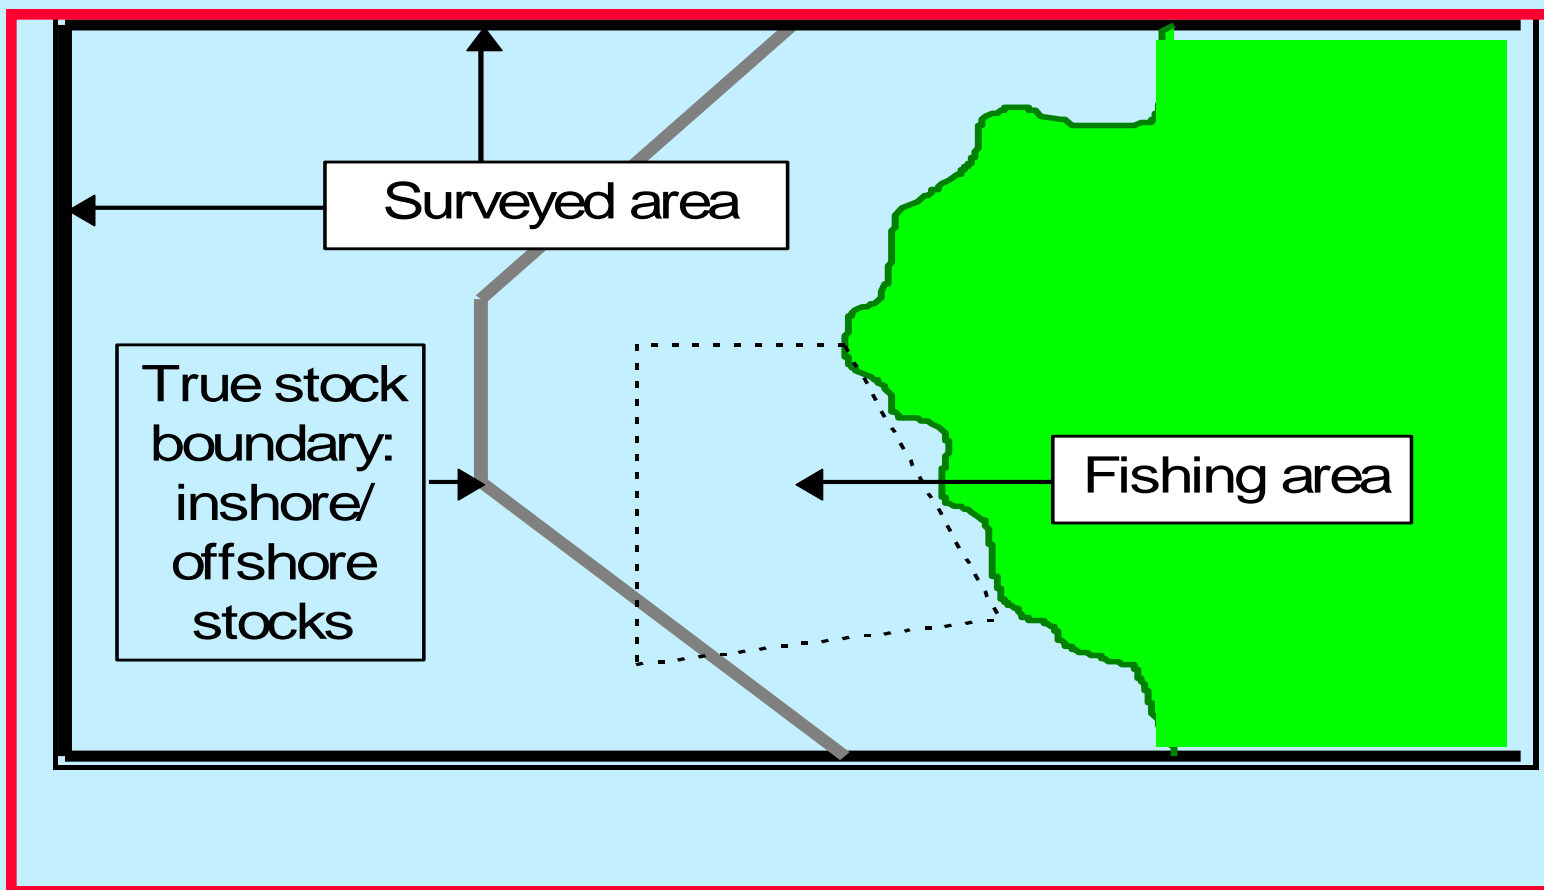 Surveyed area
True stock
boundary:
inshore/
offshore
stocks
Fishing area